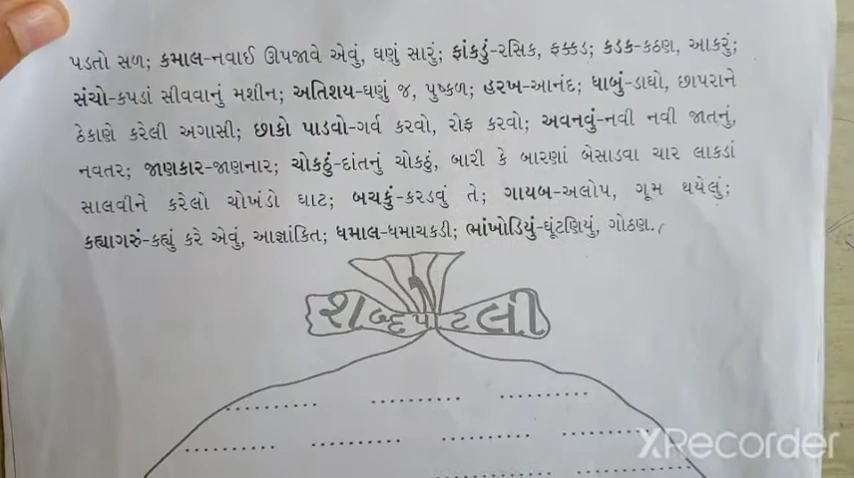 પડતો સળ; કમાલ-નવાઈ ઊપજાવે એવું, ઘણું સારું; ફાંકડું-રસિક, ફક્કડ; કડક-કઠણ, આકરું;
સંચો-કપડાં સીવવાનું મશીન; અતિશય-ઘણું જ, પુષ્કળ; હરખ-આનંદ; ધાબું-ડાઘો, છાપરાને
ઠેકાણે કરેલી અગાસી; છાકો પાડવો-ગર્વ કરવો, રોફ કરવો; અવનવું-નવી નવી જાતનું,
નવતર; જાણકાર-જાણનાર; ચોકઠું-દાંતનું ચોકઠું, બારી કે બારણાં બેસાડવા ચાર લાકડાં
સાલવીને કરેલો ચોખંડો ઘાટ; બચકું-કરડવું તે; ગાયબ-અલોપ, ગૂમ થયેલું;
કહ્યાગરું-કહ્યું કરે એવું, આજ્ઞાંકિત; ધમાલ-ધમાચકડી; ભાંખોડિયું-ઘૂંટણિયું, ગોઠણ.
શબ્દપોટલી
XRecorder